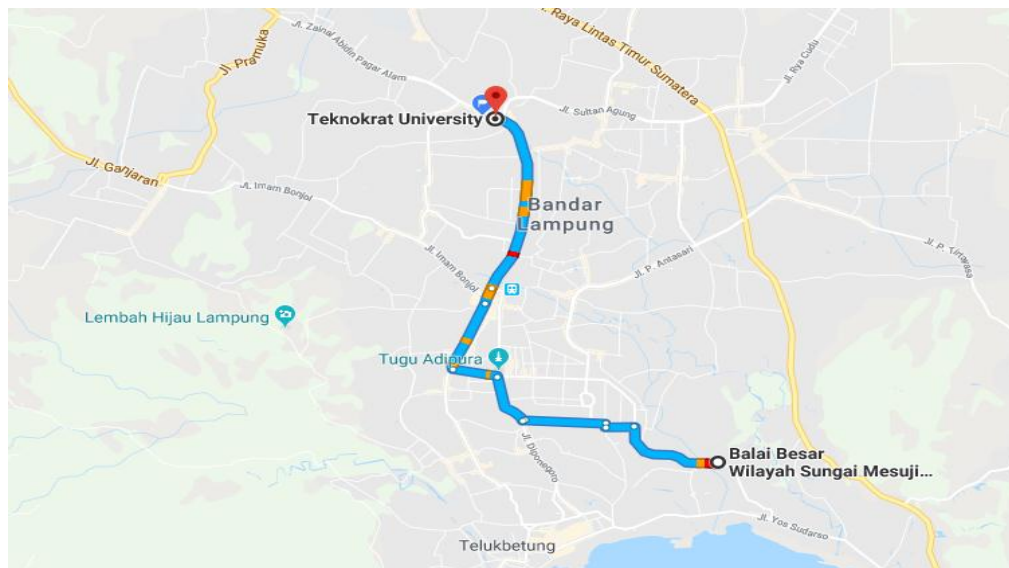 Jl. Raya Lintas Timur Sumatera
Jl. Zainal Abidin Pagar Alam
Jl. Pramuka
Jl. Rya Cudu
Teknokrat University
Jl. Sultan Agung
Jl. Ganjaran
Jl. Imam Bonjol
Bandar
Lampung
Jl. Imam Bonjol
Jl. P. Antasari
Jl. P. Tirtayasa
Lembah Hijau Lampung
Tugu Adipura
Jl. Diponegoro
Balai Besar
Wilayah Sungai Mesuji...
Jl. Yos Sudarso
Telukbetung